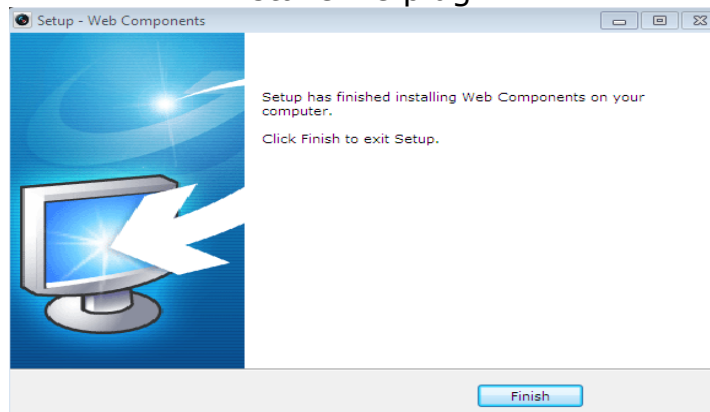 Setup - Web Components
Setup has finished installing Web Components on your
computer.
Click Finish to exit Setup.
Finish